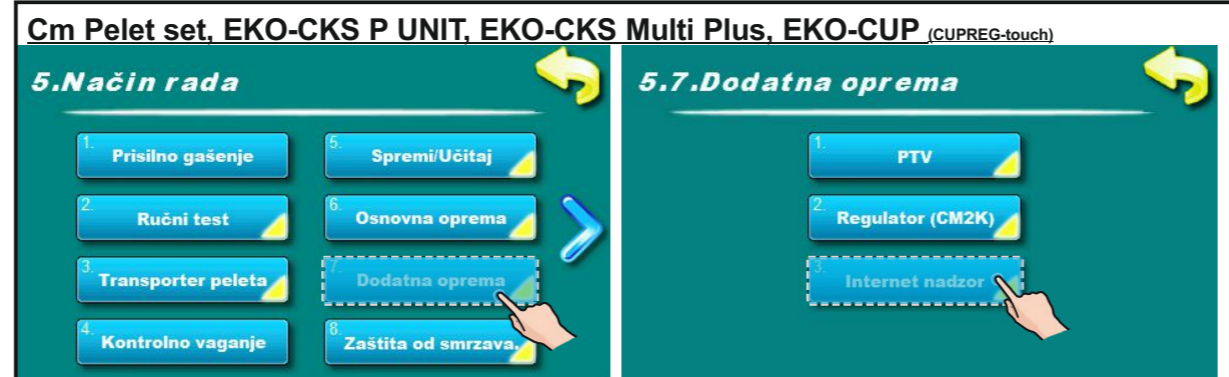 Cm Pelet set, EKO-CKS P UNIT, EKO-CKS Multi Plus, EKO-CUP (CUPREG-touch)
5.Način rada
1. Prisilno gašenje
2. Ručni test
3. Transporter peleta
4. Kontrolno vaganje
5. Spremi/Učitaj
6. Osnovna oprema
7. Dodatna oprema
8. Zaštita od smrzava.
5.7.Dodatna oprema
1. PTV
2. Regulator (CM2K)
3. Internet nadzor